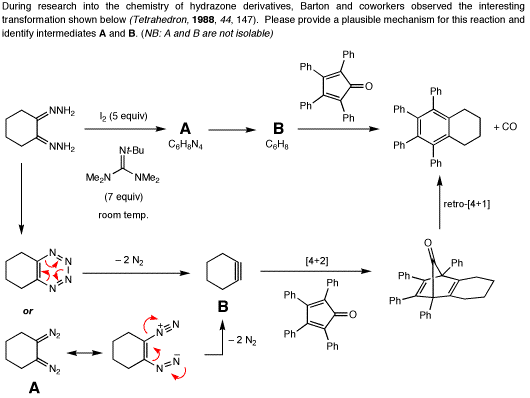 During research into the chemistry of hydrazone derivatives, Barton and coworkers observed the interesting
transformation shown below (Tetrahedron, 1988, 44, 147). Please provide a plausible mechanism for this reaction and
identify intermediates A and B. (NB: A and B are not isolable)
Ph Ph
O
Ph Ph
NNH2
NNH2
I2 (5 equiv)
Nt-Bu
Me2N NMe2
(7 equiv)
room temp.
A
C6H8N4
B
C6H8
Ph
Ph
Ph
Ph
+ CO
retro-[4+1]
N
N
N
N
– 2 N2
B
[4+2]
Ph Ph
O
Ph Ph
O
Ph
Ph
Ph
Ph
or
N2
N2
A
N+≡N
N=N–
– 2 N2